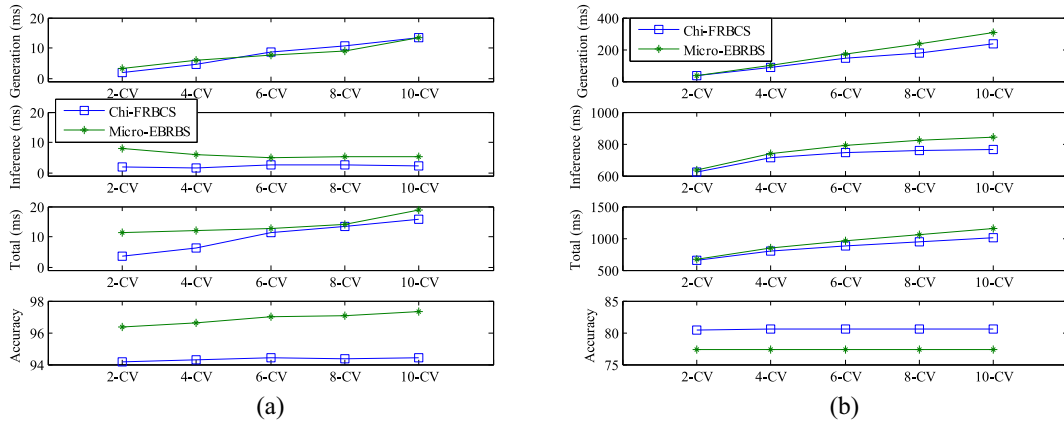 Generation (ms)
20
10
0
2-CV 4-CV 6-CV 8-CV 10-CV
Inference (ms)
20
10
0
Chi-FRBCS
Micro-EBRBS
2-CV 4-CV 6-CV 8-CV 10-CV
Total (ms)
20
10
0
2-CV 4-CV 6-CV 8-CV 10-CV
Accuracy
98
96
94
2-CV 4-CV 6-CV 8-CV 10-CV
(a)
Generation (ms)
400
200
0
Chi-FRBCS
Micro-EBRBS
2-CV 4-CV 6-CV 8-CV 10-CV
Inference (ms)
1000
800
600
2-CV 4-CV 6-CV 8-CV 10-CV
Total (ms)
1500
1000
500
2-CV 4-CV 6-CV 8-CV 10-CV
Accuracy
85
80
75
2-CV 4-CV 6-CV 8-CV 10-CV
(b)